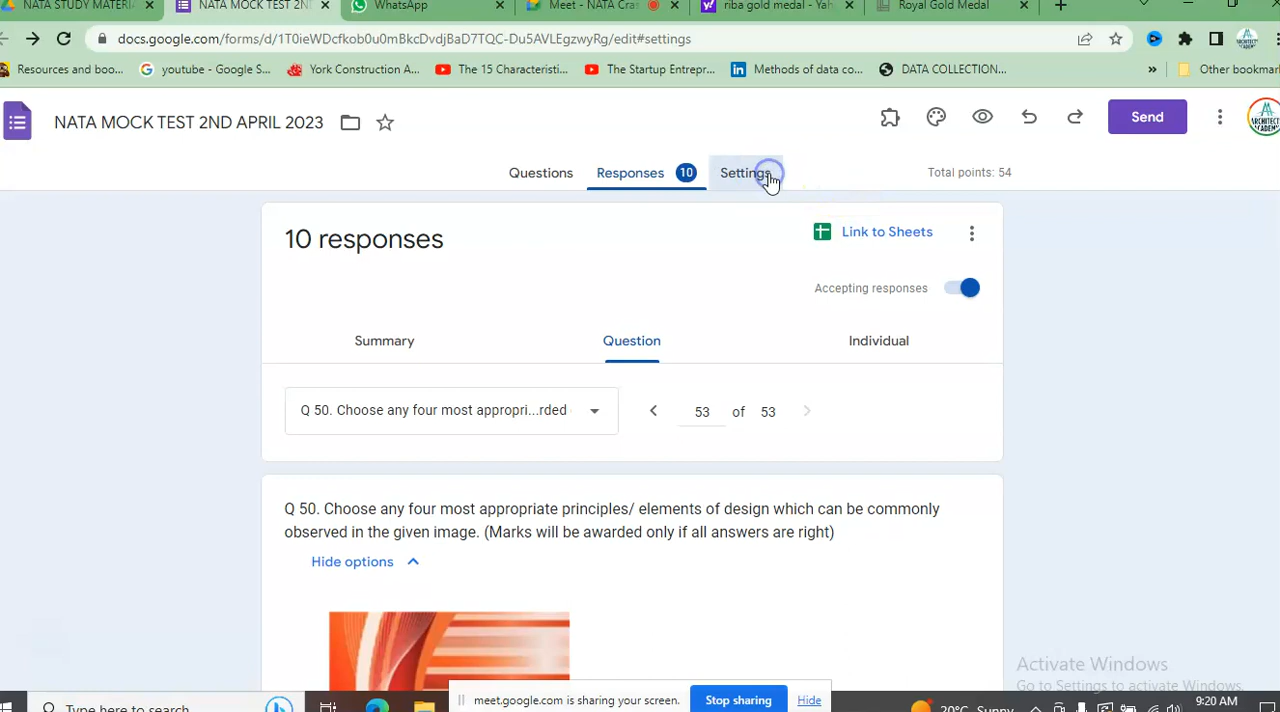 NATA STUDY MATERI
NATA MOCK TEST 2ND
WhatsApp
Meet - NATA Cras
riba gold medal - Yah
Royal Gold Medal
docs.google.com/forms/d/1T0ieWDcfkob0u0mBkcDvdjBaD7TQC-Du5AVLEgzwyRg/edit#settings
Resources and boo...
youtube - Google S...
York Construction A...
The 15 Characteristi...
The Startup Entrepr...
Methods of data co...
DATA COLLECTION...
»
Other bookmar
NATA MOCK TEST 2ND APRIL 2023
Send
Questions
Responses 10
Settings
Total points: 54
10 responses
Link to Sheets
Accepting responses
Summary
Question
Individual
Q 50. Choose any four most appropri...rded
53 of 53
Q 50. Choose any four most appropriate principles/ elements of design which can be commonly
observed in the given image. (Marks will be awarded only if all answers are right)
Hide options
Activate Windows
Go to Settings to activate Windows.
meet.google.com is sharing your screen.
Stop sharing
Hide
Type here to search
20°C Sunny
9:20 AM